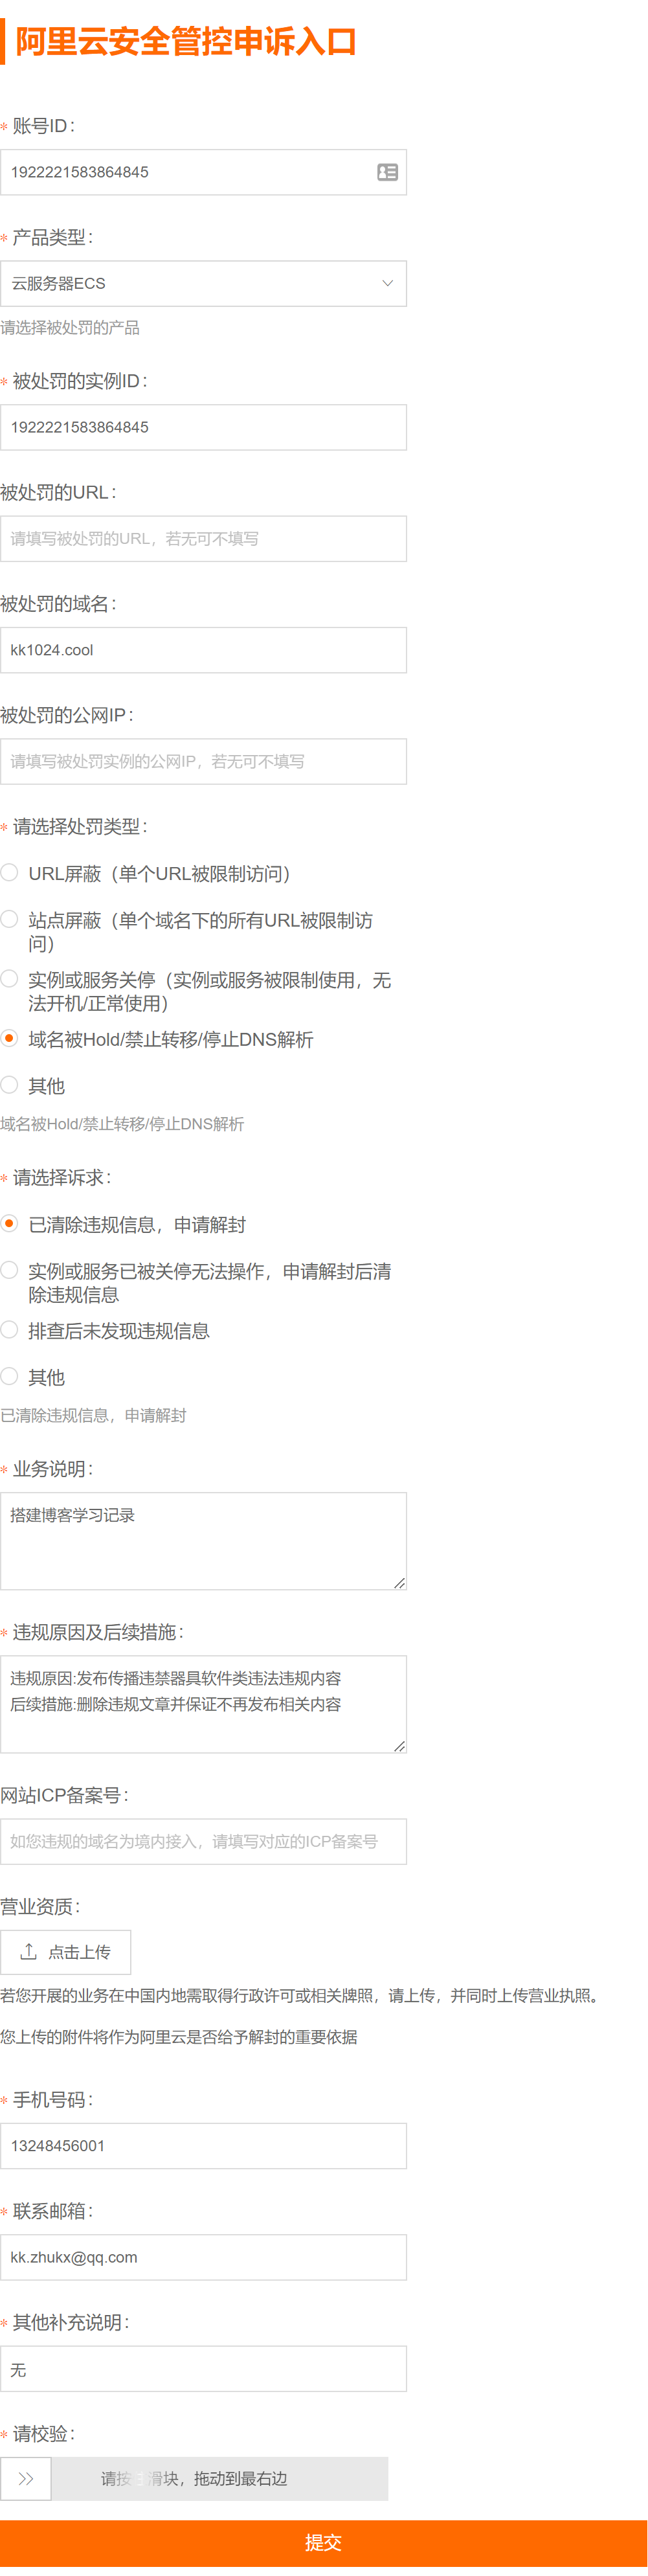 阿里云安全管控申诉入口
* 账号ID：
1922221583864845
* 产品类型：
云服务器ECS
请选择被处罚的产品
* 被处罚的实例ID：
1922221583864845
被处罚的URL：
请填写被处罚的URL，若无可不填写
被处罚的域名：
kk1024.cool
被处罚的公网IP：
请填写被处罚实例的公网IP，若无可不填写
* 请选择处罚类型：
URL屏蔽（单个URL被限制访问）
站点屏蔽（单个域名下的所有URL被限制访
问）
实例或服务关停（实例或服务被限制使用，无
法开机/正常使用）
域名被Hold/禁止转移/停止DNS解析
其他
域名被Hold/禁止转移/停止DNS解析
* 请选择诉求：
已清除违规信息，申请解封
实例或服务已被关停无法操作，申请解封后清
除违规信息
排查后未发现违规信息
其他
已清除违规信息，申请解封
* 业务说明：
搭建博客学习记录
* 违规原因及后续措施：
违规原因:发布传播违禁器具软件类违法违规内容
后续措施:删除违规文章并保证不再发布相关内容
网站ICP备案号：
如您违规的域名为境内接入，请填写对应的ICP备案号
营业资质：
点击上传
若您开展的业务在中国内地需取得行政许可或相关牌照，请上传，并同时上传营业执照。
您上传的附件将作为阿里云是否给予解封的重要依据
* 手机号码：
13248456001
* 联系邮箱：
kk.zhukx@qq.com
* 其他补充说明：
无
* 请校验：
请按住滑块，拖动到最右边
提交